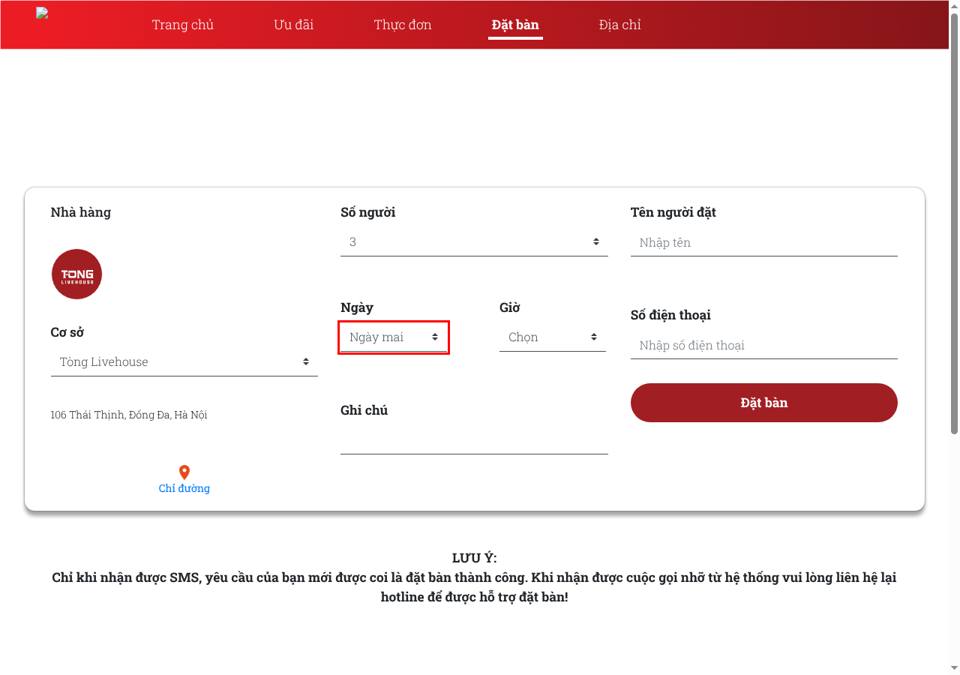 Trang chủ
Ưu đãi
Thực đơn
Đặt bàn
Địa chỉ
Nhà hàng
TỐNG
LIVEHOUSE
Cơ sở
Tống Livehouse
106 Thái Thịnh, Đống Đa, Hà Nội
Chỉ đường
Số người
3
Ngày
Giờ
Ngày mai
Chọn
Ghi chú
Tên người đặt
Nhập tên
Số điện thoại
Nhập số điện thoại
Đặt bàn
LƯU Ý:
Chỉ khi nhận được SMS, yêu cầu của bạn mới được coi là đặt bàn thành công. Khi nhận được cuộc gọi nhỡ từ hệ thống vui lòng liên hệ lại
hotline để được hỗ trợ đặt bàn!